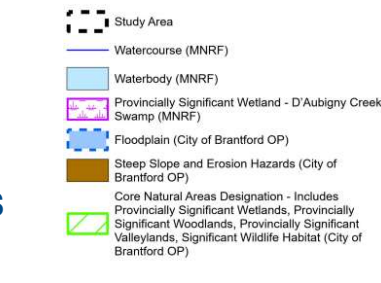 Study Area
Watercourse (MNRF)
Waterbody (MNRF)
Provincially Significant Wetland - D'Aubigny Creek
Swamp (MNRF)
Floodplain (City of Brantford OP)
Steep Slope and Erosion Hazards (City of
Brantford OP)
s
Core Natural Areas Designation - Includes
Provincially Significant Wetlands, Provincially
Significant Woodlands, Provincially Significant
Valleylands, Significant Wildlife Habitat (City of
Brantford OP)